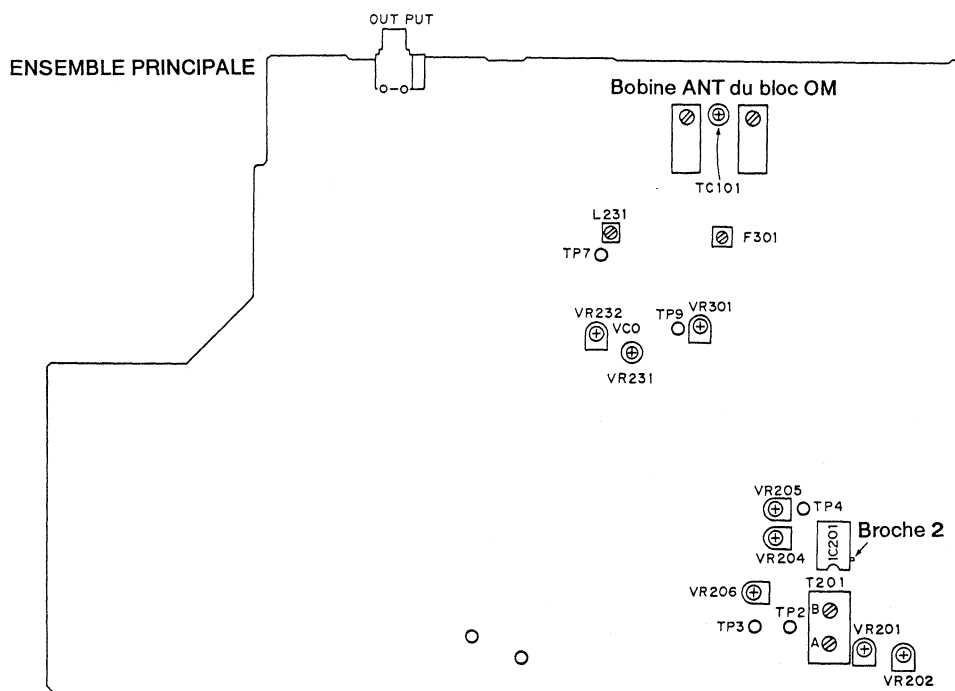 OUT PUT
ENSEMBLE PRINCIPALE
Bobine ANT du bloc OM
TC101
L231
F301
TP7
VR232
VCO
TP9
VR301
VR231
VR205
TP4
IC201
Broche 2
VR204
T201
VR206
B
TP3
TP2
A
VR201
VR202